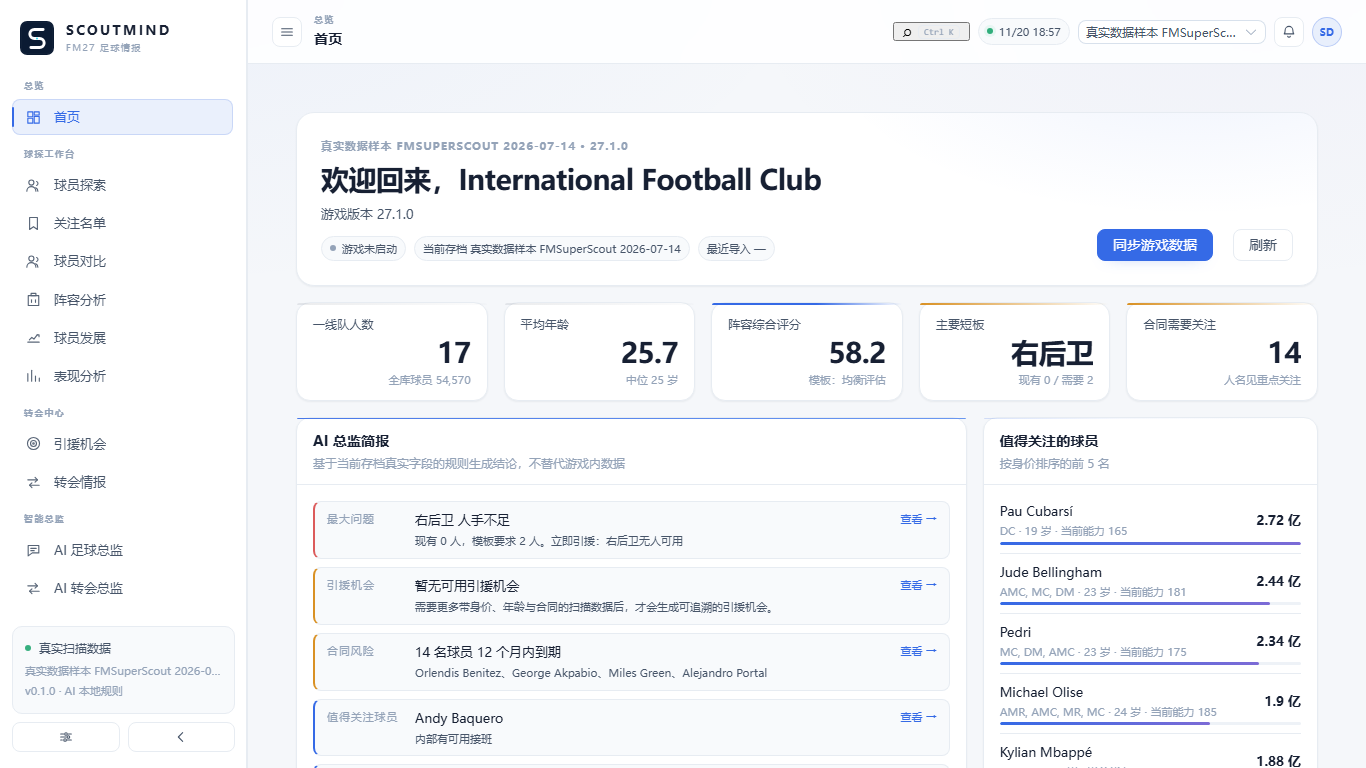 SCOUTMIND
FM27 足球情报
总览
首页
球探工作台
球员探索
关注名单
球员对比
阵容分析
球员发展
表现分析
转会中心
引援机会
转会情报
智能总监
AI 足球总监
AI 转会总监
真实扫描数据
真实数据样本 FMSuperScout 2026-0...
v0.1.0 · AI 本地规则
总览
首页
Ctrl K
11/20 18:57
真实数据样本 FMSuperSc...
SD
真实数据样本 FMSUPERSCOUT 2026-07-14 • 27.1.0
欢迎回来，International Football Club
游戏版本 27.1.0
游戏未启动
当前存档 真实数据样本 FMSuperScout 2026-07-14
最近导入 —
同步游戏数据
刷新
一线队人数
17
全库球员 54,570
平均年龄
25.7
中位 25 岁
阵容综合评分
58.2
模板：均衡评估
主要短板
右后卫
现有 0 / 需要 2
合同需要关注
14
人名见重点关注
AI 总监简报
基于当前存档真实字段的规则生成结论，不替代游戏内数据
最大问题
右后卫 人手不足
现有 0 人，模板要求 2 人。立即引援：右后卫无人可用
查看 →
引援机会
暂无可用引援机会
需要更多带身价、年龄与合同的扫描数据后，才会生成可追溯的引援机会。
查看 →
合同风险
14 名球员 12 个月内到期
Orlendis Benitez、George Akpabio、Miles Green、Alejandro Portal
查看 →
值得关注球员
Andy Baquero
内部有可用接班
查看 →
值得关注的球员
按身价排序的前 5 名
Pau Cubarsí
DC · 19 岁 · 当前能力 165
2.72 亿
Jude Bellingham
AMC, MC, DM · 23 岁 · 当前能力 181
2.44 亿
Pedri
MC, DM, AMC · 23 岁 · 当前能力 175
2.34 亿
Michael Olise
AMR, AMC, MR, MC · 24 岁 · 当前能力 185
1.9 亿
Kylian Mbappé
1.88 亿